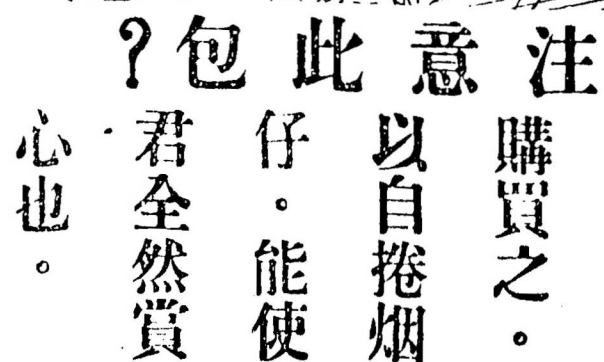 注意此包？
購買之。
以自捲烟
仔。能使
君全然賞
心也。